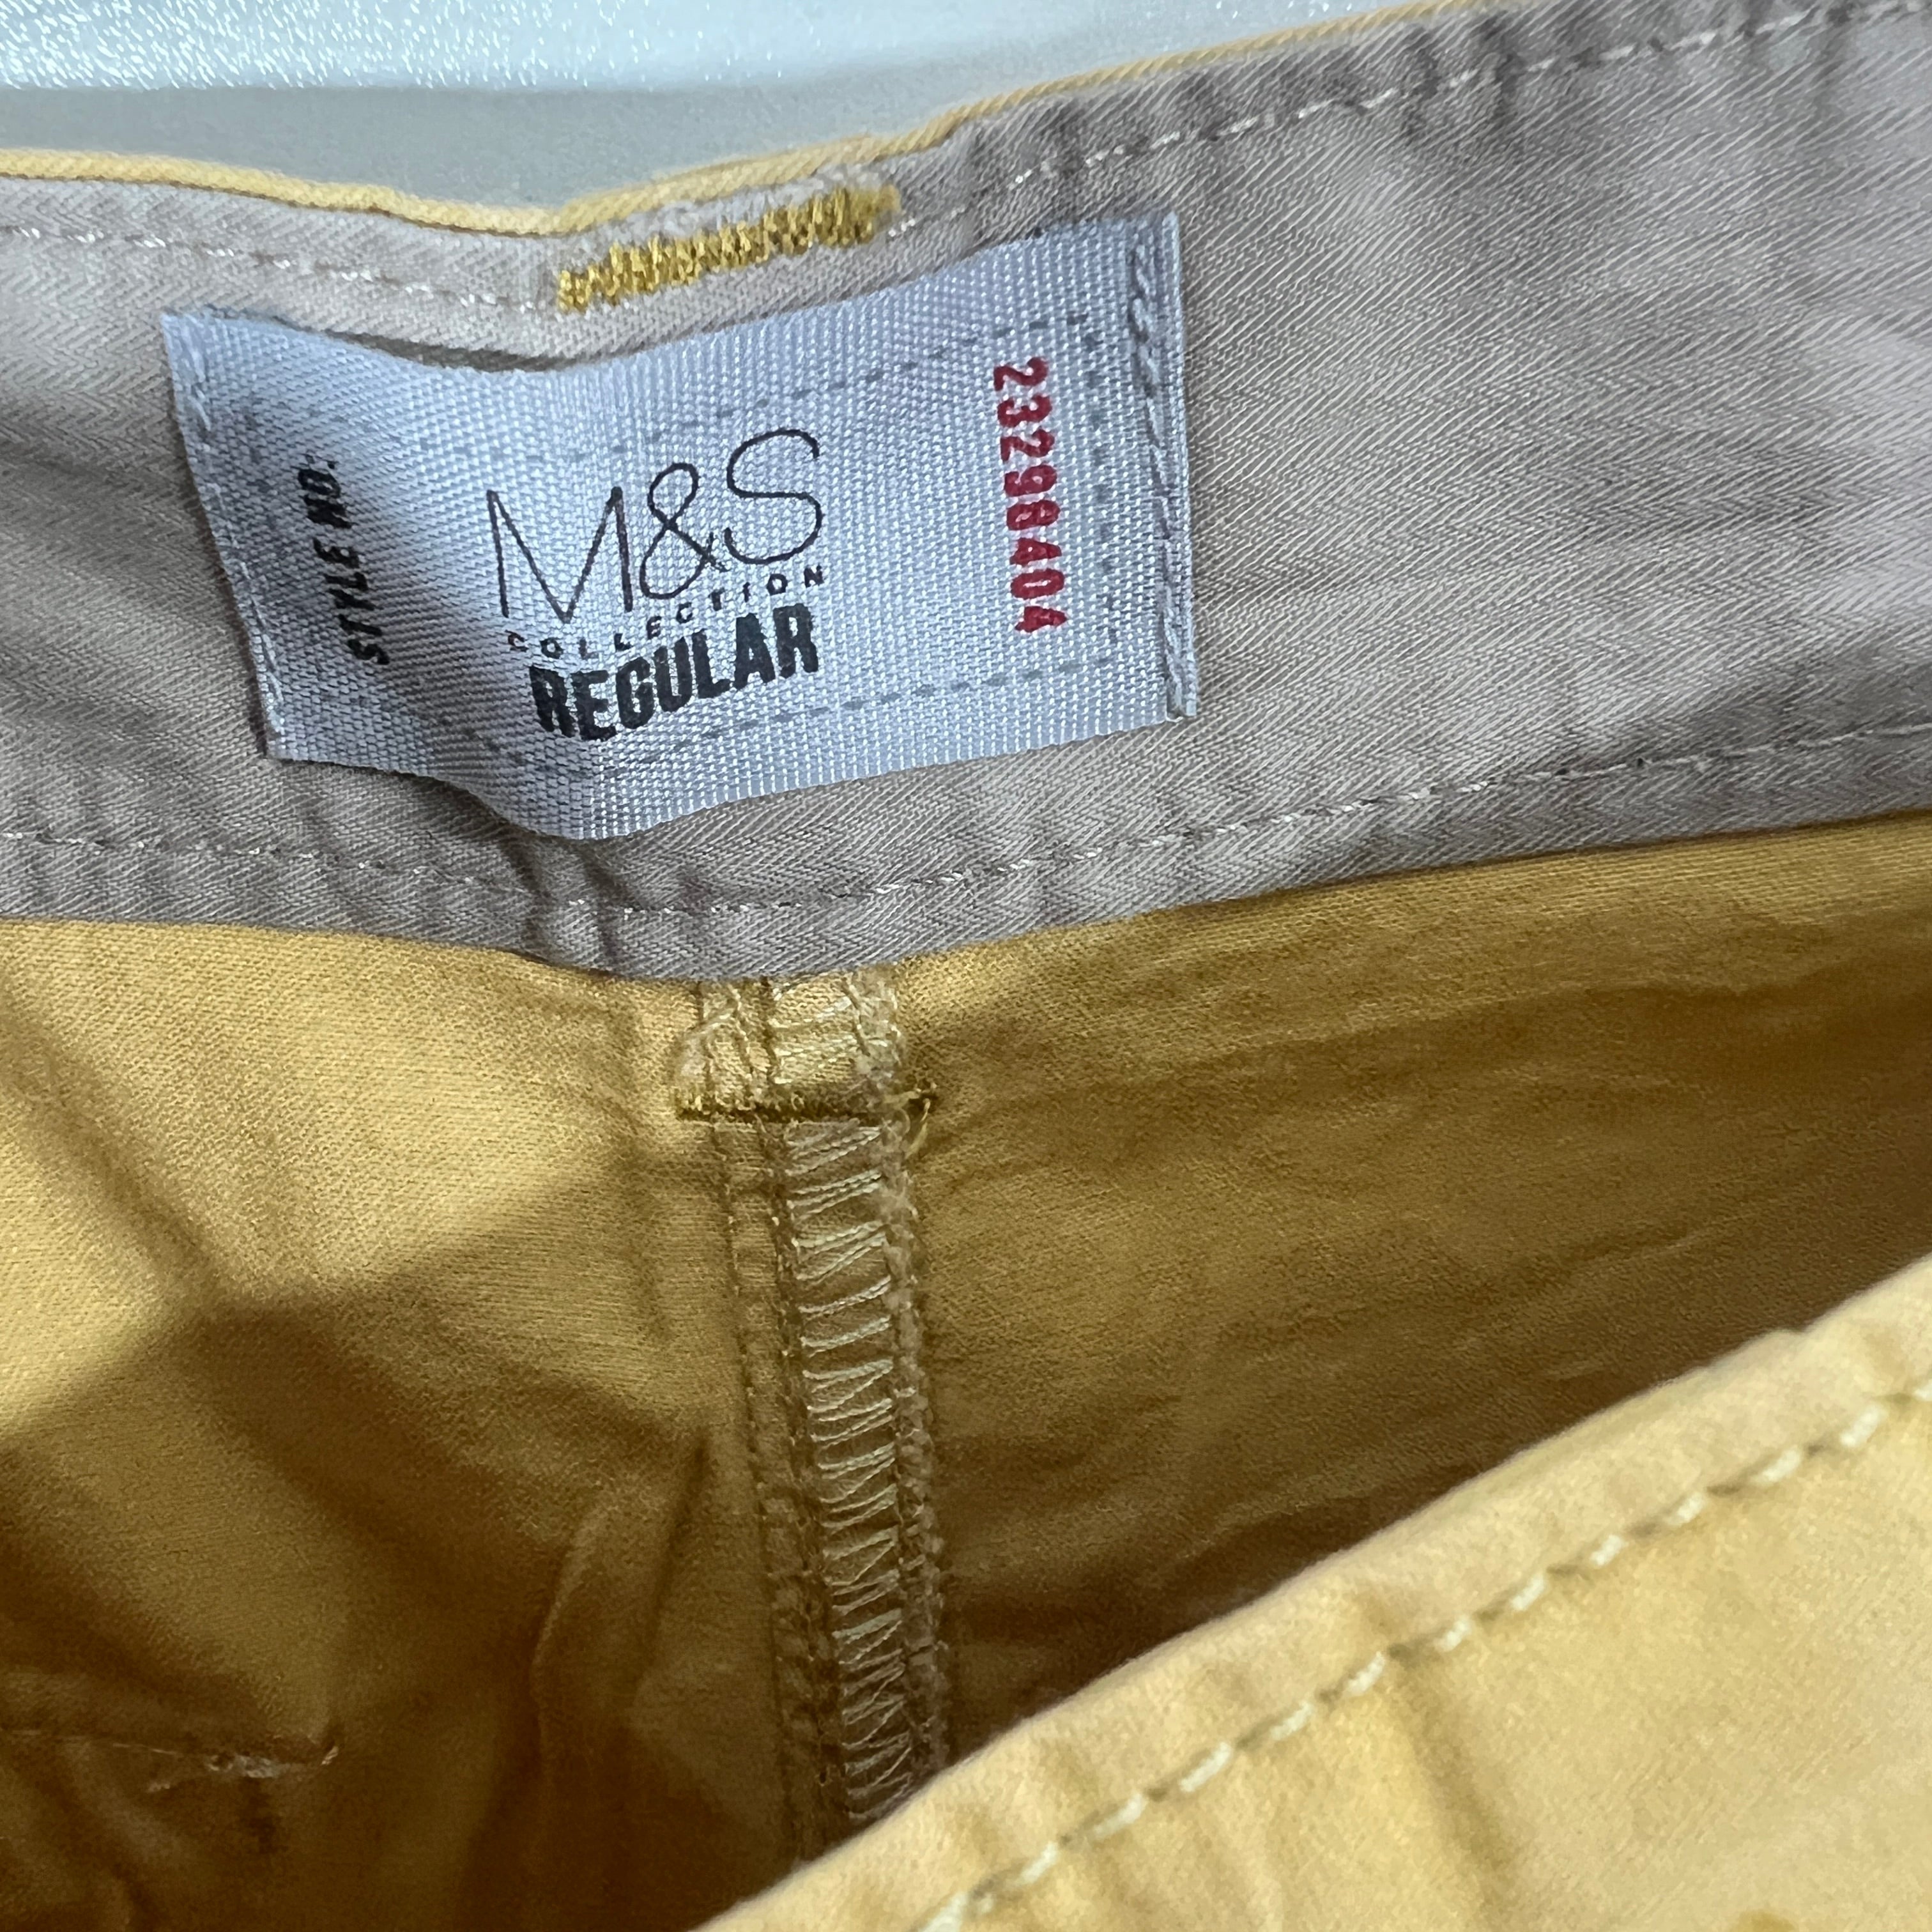 STYLE NO.
M&S
COLLECTION
REGULAR
23298404